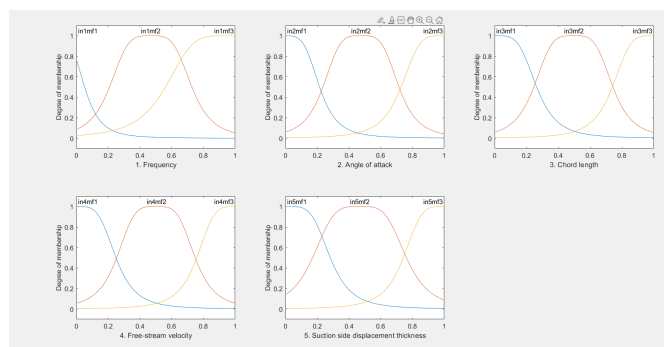 in1mf1 in1mf2 in1mf3
1
0.8
0.6
0.4
0.2
0
Degree of membership
0 0.2 0.4 0.6 0.8 1
1. Frequency
in2mf1 in2mf2 in2mf3
1
0.8
0.6
0.4
0.2
0
Degree of membership
0 0.2 0.4 0.6 0.8 1
2. Angle of attack
in3mf1 in3mf2 in3mf3
1
0.8
0.6
0.4
0.2
0
Degree of membership
0 0.2 0.4 0.6 0.8 1
3. Chord length
in4mf1 in4mf2 in4mf3
1
0.8
0.6
0.4
0.2
0
Degree of membership
0 0.2 0.4 0.6 0.8 1
4. Free-stream velocity
in5mf1 in5mf2 in5mf3
1
0.8
0.6
0.4
0.2
0
Degree of membership
0 0.2 0.4 0.6 0.8 1
5. Suction side displacement thickness